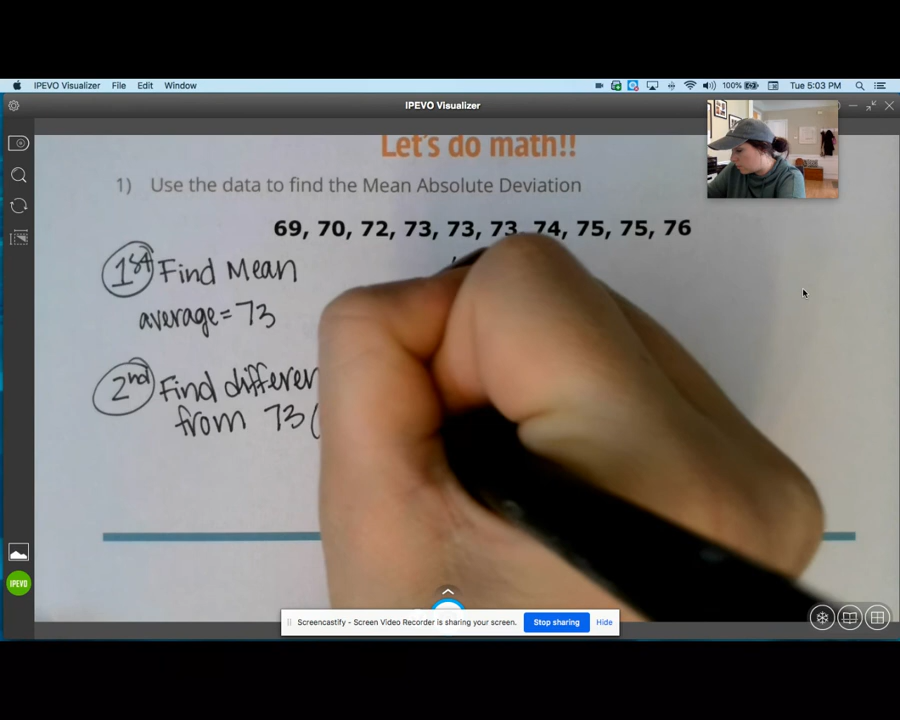 IPEVO Visualizer File Edit Window 100% Tue 5:03 PM
IPEVO Visualizer
Let's do math!!
1) Use the data to find the Mean Absolute Deviation
69, 70, 72, 73, 73, 73, 74, 75, 75, 76
1st Find Mean
average = 73
2nd Find differen
from 73 (
IPEVO
Screencastify - Screen Video Recorder is sharing your screen. Stop sharing Hide